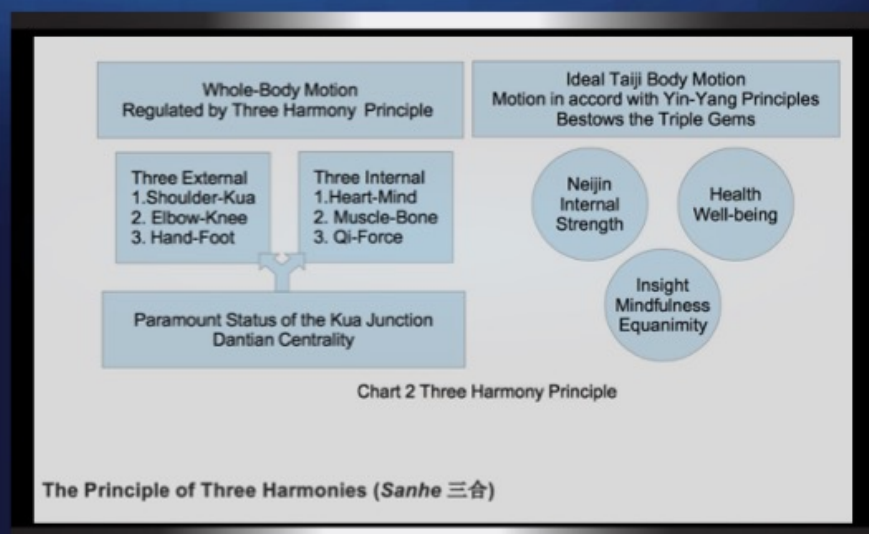 Whole-Body Motion
Regulated by Three Harmony Principle
Ideal Taiji Body Motion
Motion in accord with Yin-Yang Principles
Bestows the Triple Gems
Three External
1.Shoulder-Kua
2. Elbow-Knee
3. Hand-Foot
Three Internal
1.Heart-Mind
2. Muscle-Bone
3. Qi-Force
Neijin
Internal
Strength
Health
Well-being
Insight
Mindfulness
Equanimity
Paramount Status of the Kua Junction
Dantian Centrality
Chart 2 Three Harmony Principle
The Principle of Three Harmonies (Sanhe 三合)